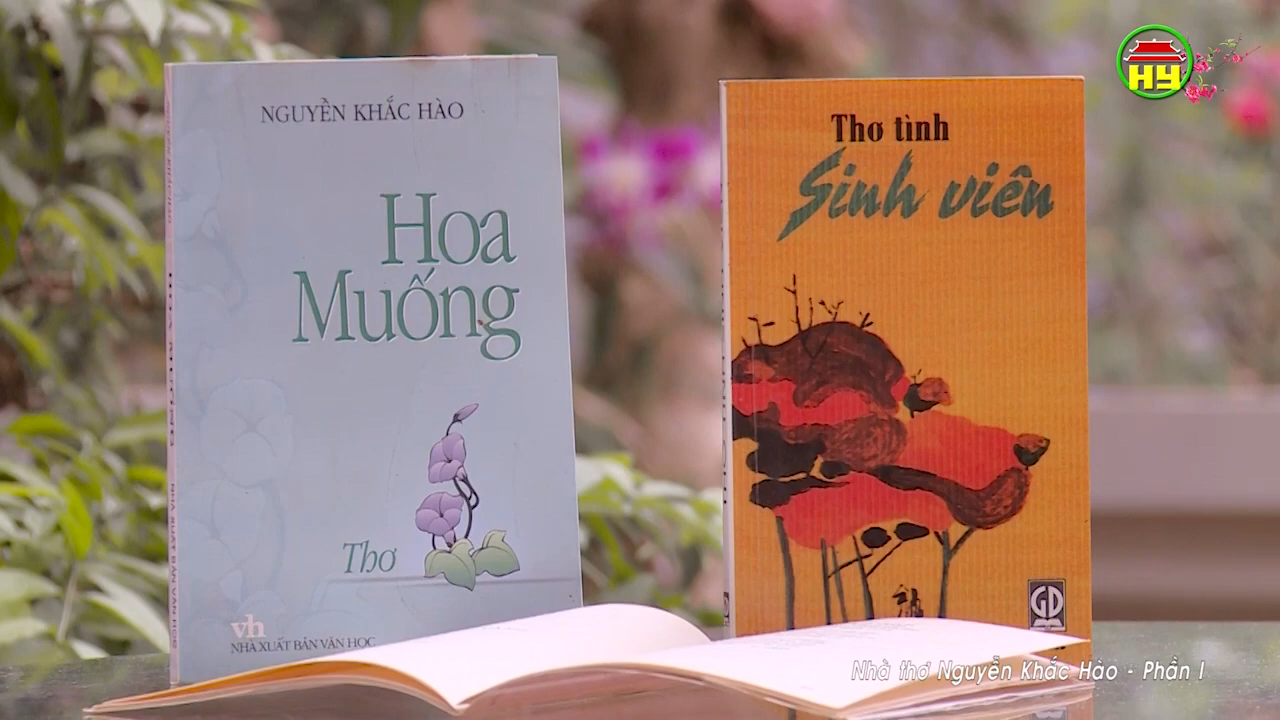 NGUYỄN KHẮC HÀO
Hoa
Muống
Thơ
vh
NHÀ XUẤT BẢN VĂN HỌC
Thơ tình
Sinh viên
GD
HY
Nhà thơ Nguyễn Khắc Hào - Phần I